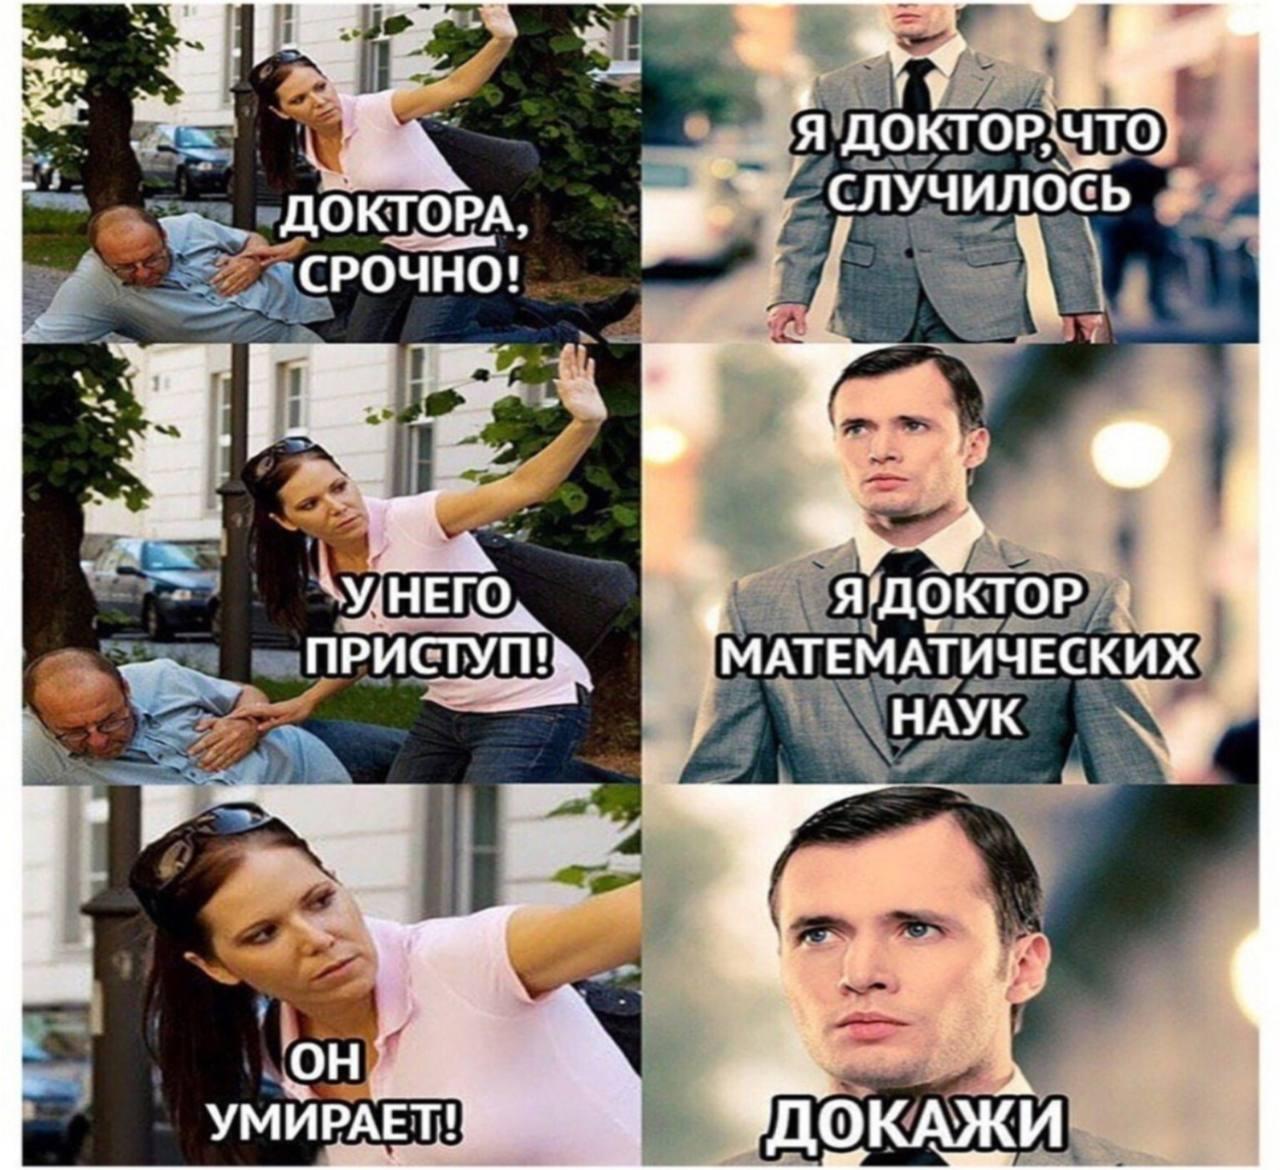 ДОКТОРА,
СРОЧНО!
Я ДОКТОР, ЧТО
СЛУЧИЛОСЬ
У НЕГО
ПРИСТУП!
Я ДОКТОР
МАТЕМАТИЧЕСКИХ
НАУК
ОН
УМИРАЕТ!
ДОКАЖИ